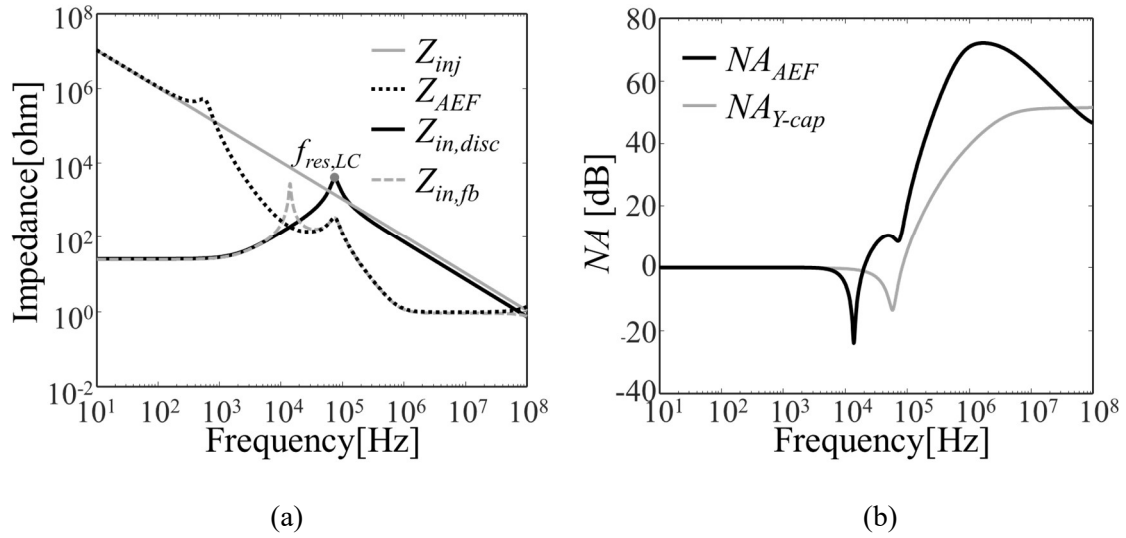 10^8
10^6
10^4
10^2
10^0
10^-2
Impedance[ohm]
Z_inj
Z_AEF
Z_in,disc
Z_in,fb
f_res,LC
10^1 10^2 10^3 10^4 10^5 10^6 10^7 10^8
Frequency[Hz]
(a)
80
60
40
20
0
-20
-40
NA [dB]
NA_AEF
NA_Y-cap
10^1 10^2 10^3 10^4 10^5 10^6 10^7 10^8
Frequency[Hz]
(b)